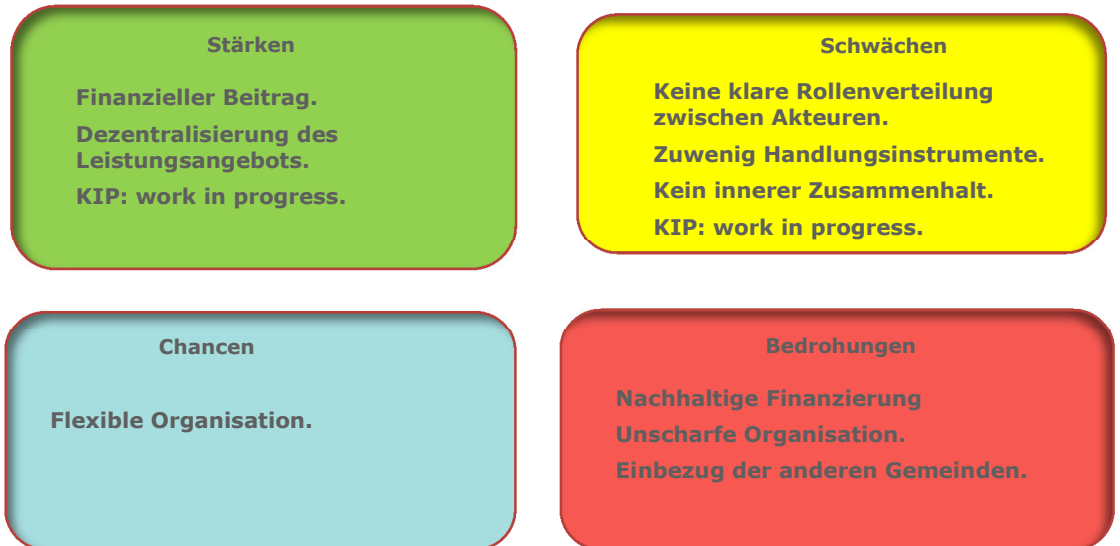 Stärken
Finanzieller Beitrag.
Dezentralisierung des
Leistungsangebots.
KIP: work in progress.
Schwächen
Keine klare Rollenverteilung
zwischen Akteuren.
Zuwenig Handlungsinstrumente.
Kein innerer Zusammenhalt.
KIP: work in progress.
Chancen
Flexible Organisation.
Bedrohungen
Nachhaltige Finanzierung
Unscharfe Organisation.
Einbezug der anderen Gemeinden.